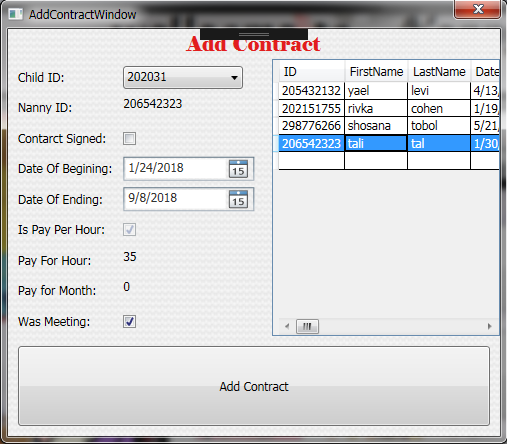 AddContractWindow
Add Contract
Child ID: 202031
Nanny ID: 206542323
Contarct Signed:
Date Of Begining: 1/24/2018 15
Date Of Ending: 9/8/2018 15
Is Pay Per Hour:
Pay For Hour: 35
Pay for Month: 0
Was Meeting:
ID FirstName LastName Date
205432132 yael levi 4/13,
202151755 rivka cohen 1/19,
298776266 shosana tobol 5/21,
206542323 tali tal 1/30,
Add Contract